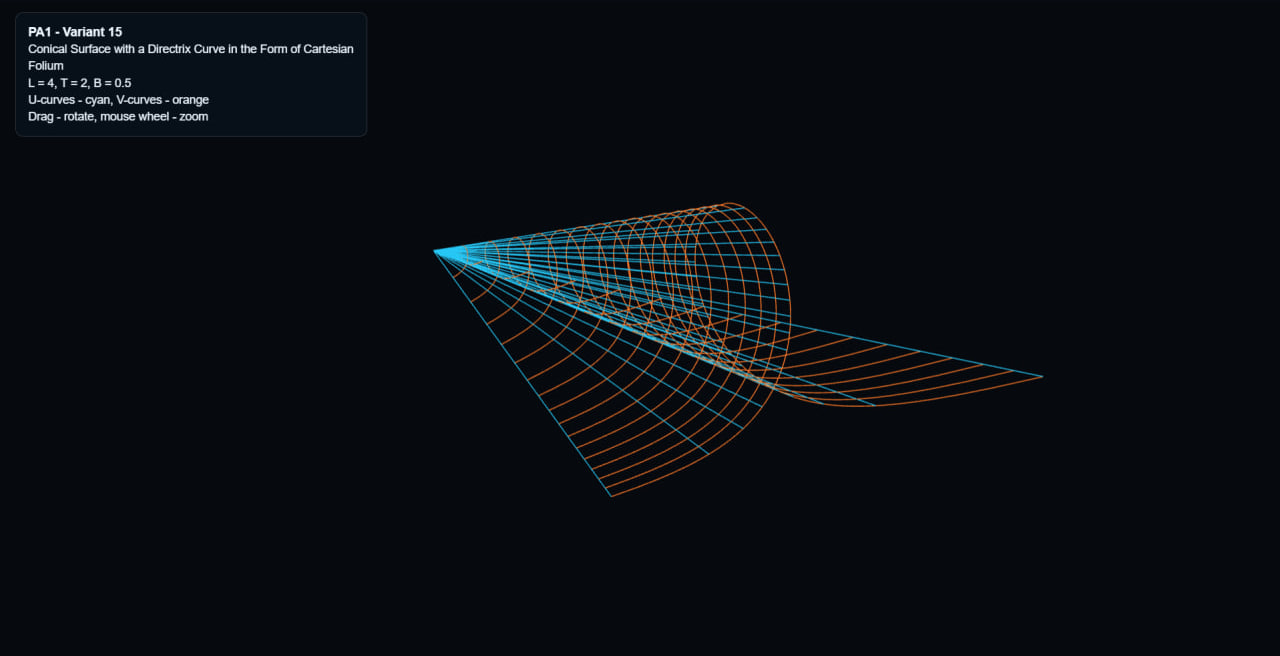 PA1 - Variant 15
Conical Surface with a Directrix Curve in the Form of Cartesian
Folium
L = 4, T = 2, B = 0.5
U-curves - cyan, V-curves - orange
Drag - rotate, mouse wheel - zoom